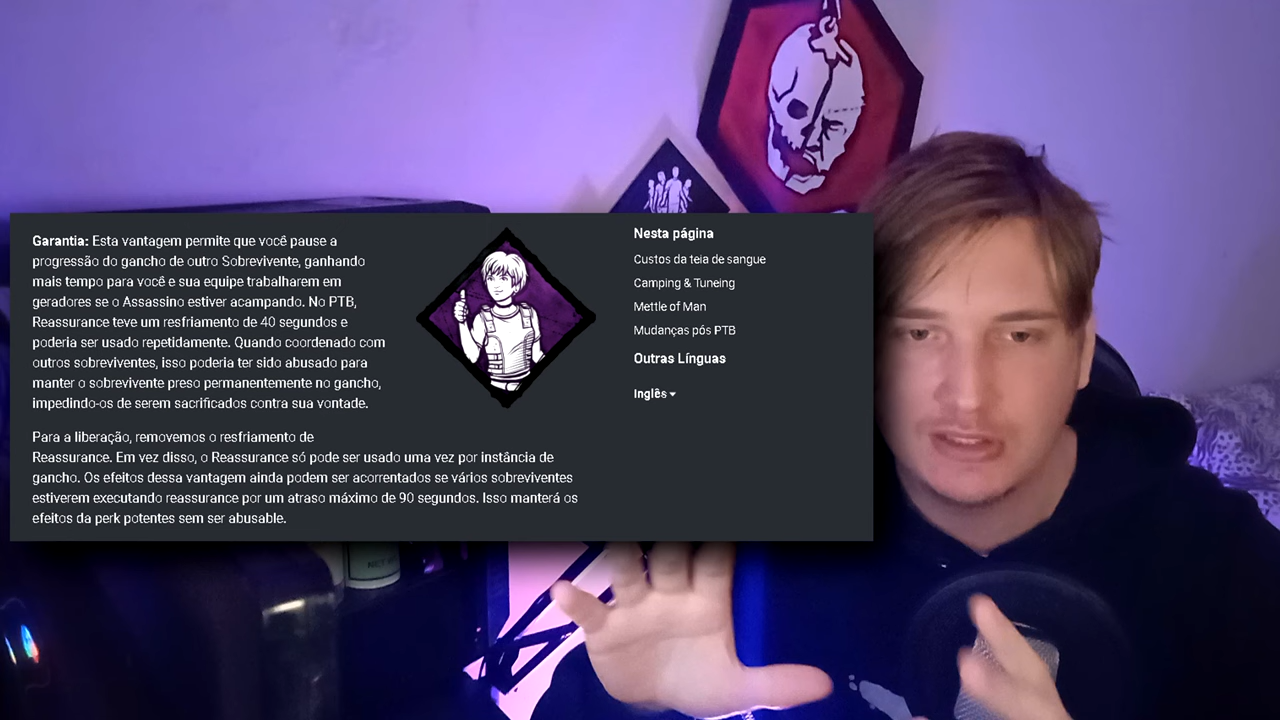 Garantia: Esta vantagem permite que você pause a
progressão do gancho de outro Sobrevivente, ganhando
mais tempo para você e sua equipe trabalharem em
geradores se o Assassino estiver acampando. No PTB,
Reassurance teve um resfriamento de 40 segundos e
poderia ser usado repetidamente. Quando coordenado com
outros sobreviventes, isso poderia ter sido abusado para
manter o sobrevivente preso permanentemente no gancho,
impedindo-os de serem sacrificados contra sua vontade.
Para a liberação, removemos o resfriamento de
Reassurance. Em vez disso, o Reassurance só pode ser usado uma vez por instância de
gancho. Os efeitos dessa vantagem ainda podem ser acorrentados se vários sobreviventes
estiverem executando reassurance por um atraso máximo de 90 segundos. Isso manterá os
efeitos da perk potentes sem ser abusable.
Nesta página
Custos da teia de sangue
Camping & Tuneing
Mettle of Man
Mudanças pós PTB
Outras Línguas
Inglês